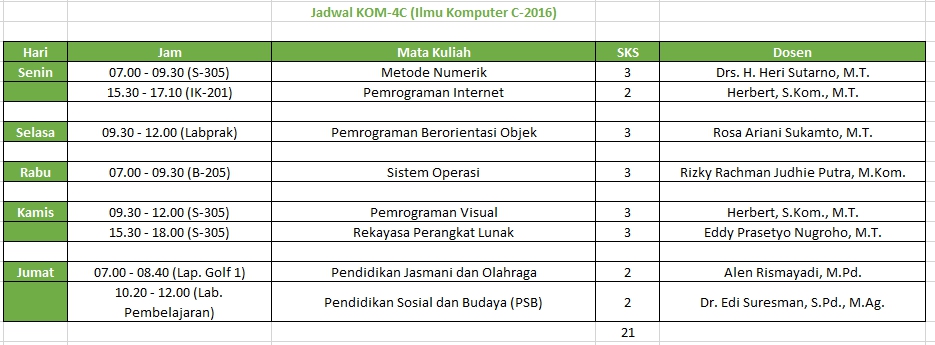 Jadwal KOM-4C (Ilmu Komputer C-2016)
Hari Jam Mata Kuliah SKS Dosen
Senin 07.00 - 09.30 (S-305) Metode Numerik 3 Drs. H. Heri Sutarno, M.T.
15.30 - 17.10 (IK-201) Pemrograman Internet 2 Herbert, S.Kom., M.T.
Selasa 09.30 - 12.00 (Labprak) Pemrograman Berorientasi Objek 3 Rosa Ariani Sukamto, M.T.
Rabu 07.00 - 09.30 (B-205) Sistem Operasi 3 Rizky Rachman Judhie Putra, M.Kom.
Kamis 09.30 - 12.00 (S-305) Pemrograman Visual 3 Herbert, S.Kom., M.T.
15.30 - 18.00 (S-305) Rekayasa Perangkat Lunak 3 Eddy Prasetyo Nugroho, M.T.
Jumat 07.00 - 08.40 (Lap. Golf 1) Pendidikan Jasmani dan Olahraga 2 Alen Rismayadi, M.Pd.
10.20 - 12.00 (Lab.
Pembelajaran) Pendidikan Sosial dan Budaya (PSB) 2 Dr. Edi Suresman, S.Pd., M.Ag.
21